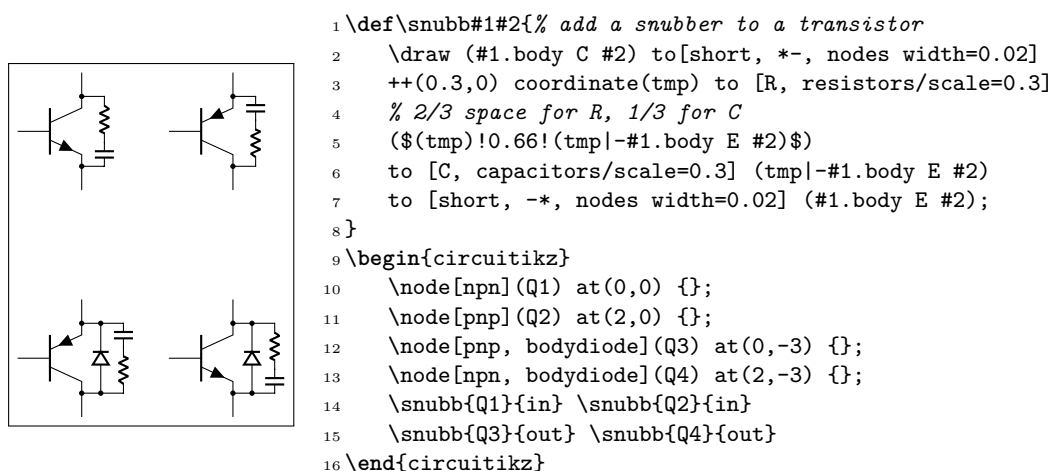 1 \def\snubb#1#2{% add a snubber to a transistor
2 \draw (#1.body C #2) to[short, *-, nodes width=0.02]
3 ++(0.3,0) coordinate(tmp) to [R, resistors/scale=0.3]
4 % 2/3 space for R, 1/3 for C
5 ($(tmp)!0.66!(tmp|-#1.body E #2)$)
6 to [C, capacitors/scale=0.3] (tmp|-#1.body E #2)
7 to [short, -*, nodes width=0.02] (#1.body E #2);
8 }
9 \begin{circuitikz}
10 \node[npn](Q1) at(0,0) {};
11 \node[pnp](Q2) at(2,0) {};
12 \node[pnp, bodydiode](Q3) at(0,-3) {};
13 \node[npn, bodydiode](Q4) at(2,-3) {};
14 \snubb{Q1}{in} \snubb{Q2}{in}
15 \snubb{Q3}{out} \snubb{Q4}{out}
16 \end{circuitikz}